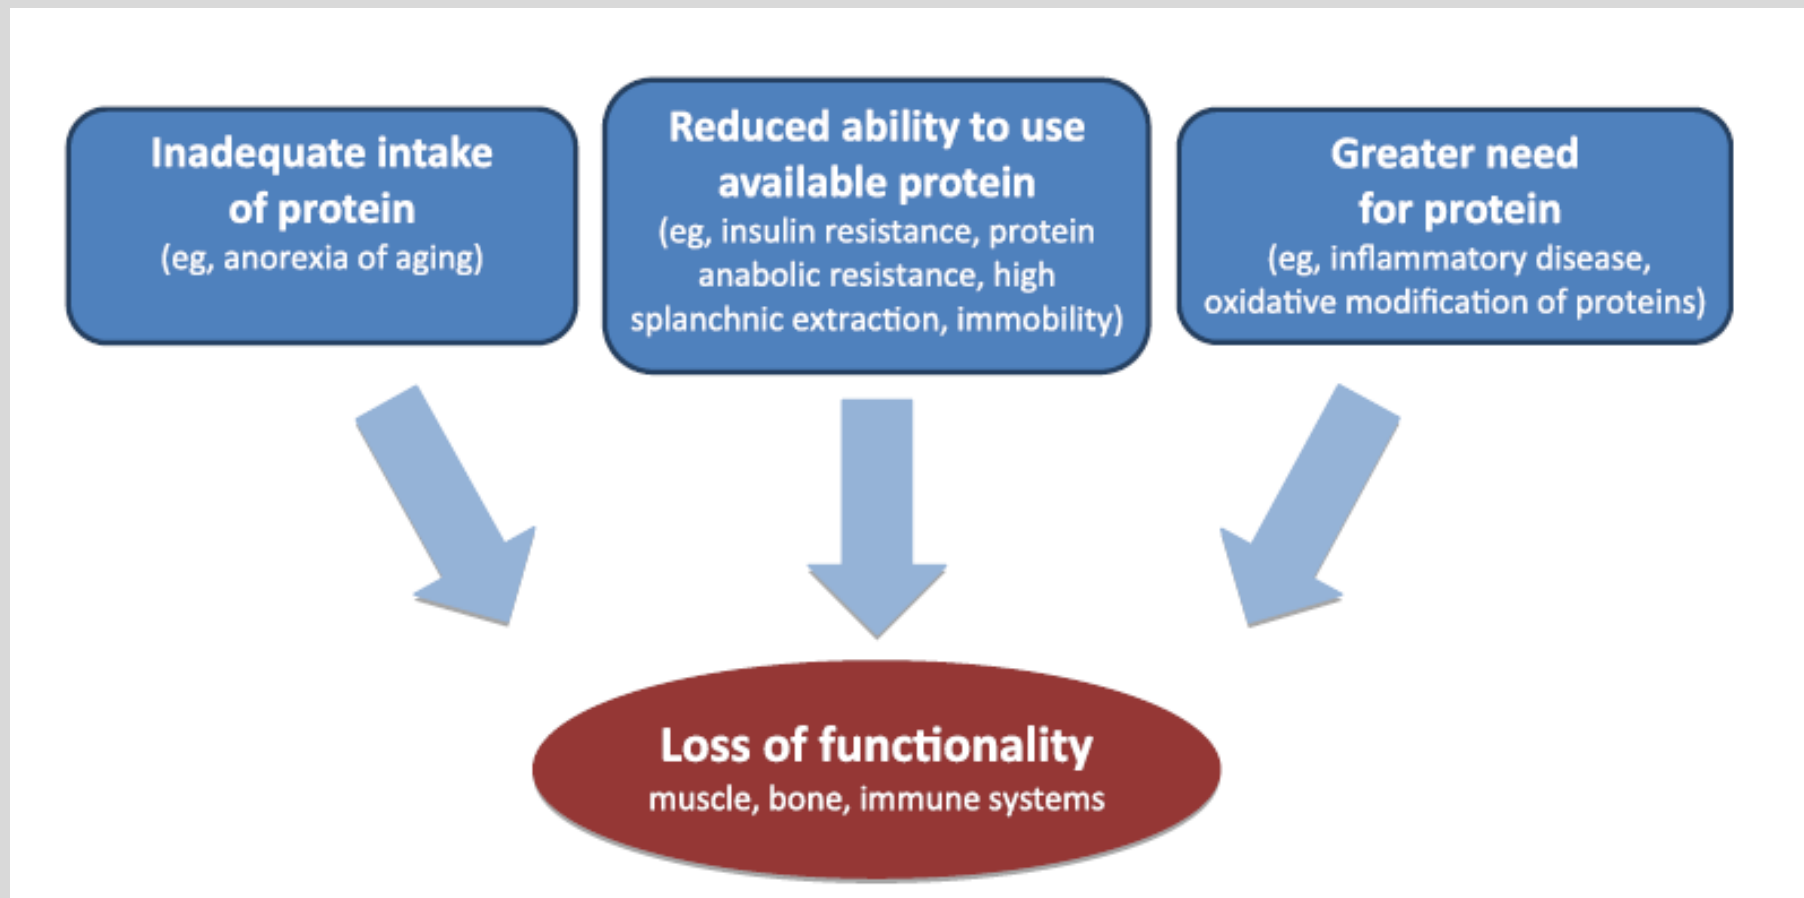 Inadequate intake
of protein
(eg, anorexia of aging)
Reduced ability to use
available protein
(eg, insulin resistance, protein
anabolic resistance, high
splanchnic extraction, immobility)
Greater need
for protein
(eg, inflammatory disease,
oxidative modification of proteins)
Loss of functionality
muscle, bone, immune systems